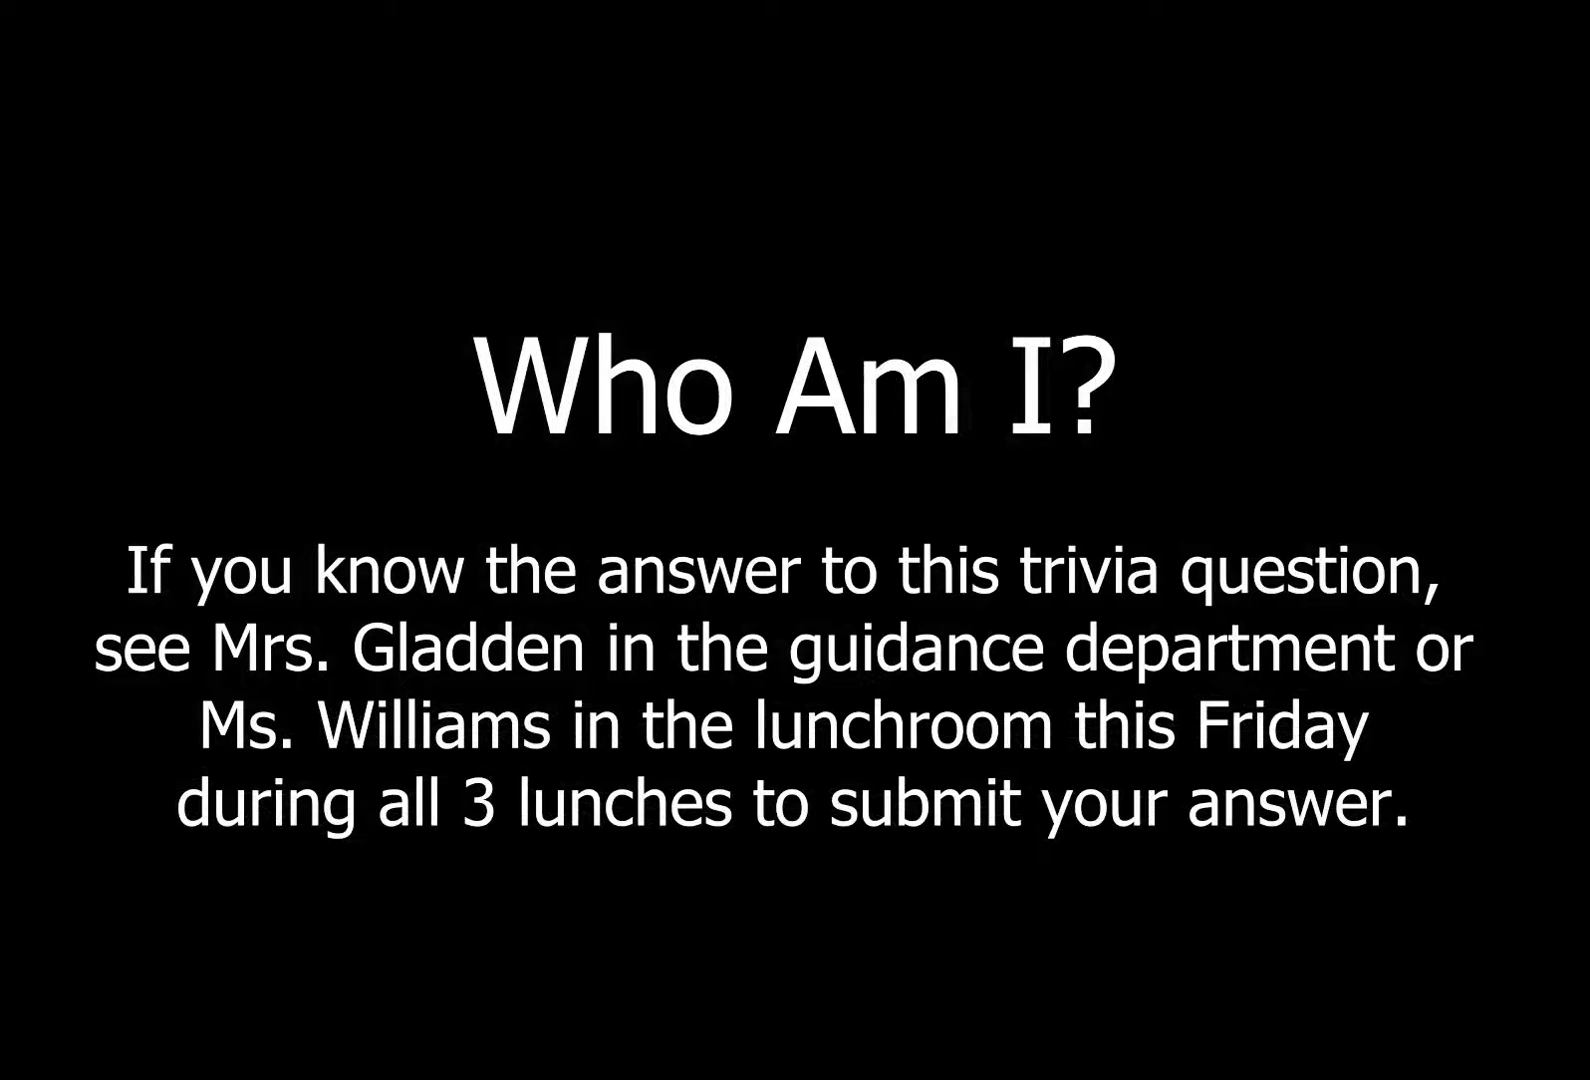 Who Am I?
If you know the answer to this trivia question,
see Mrs. Gladden in the guidance department or
Ms. Williams in the lunchroom this Friday
during all 3 lunches to submit your answer.